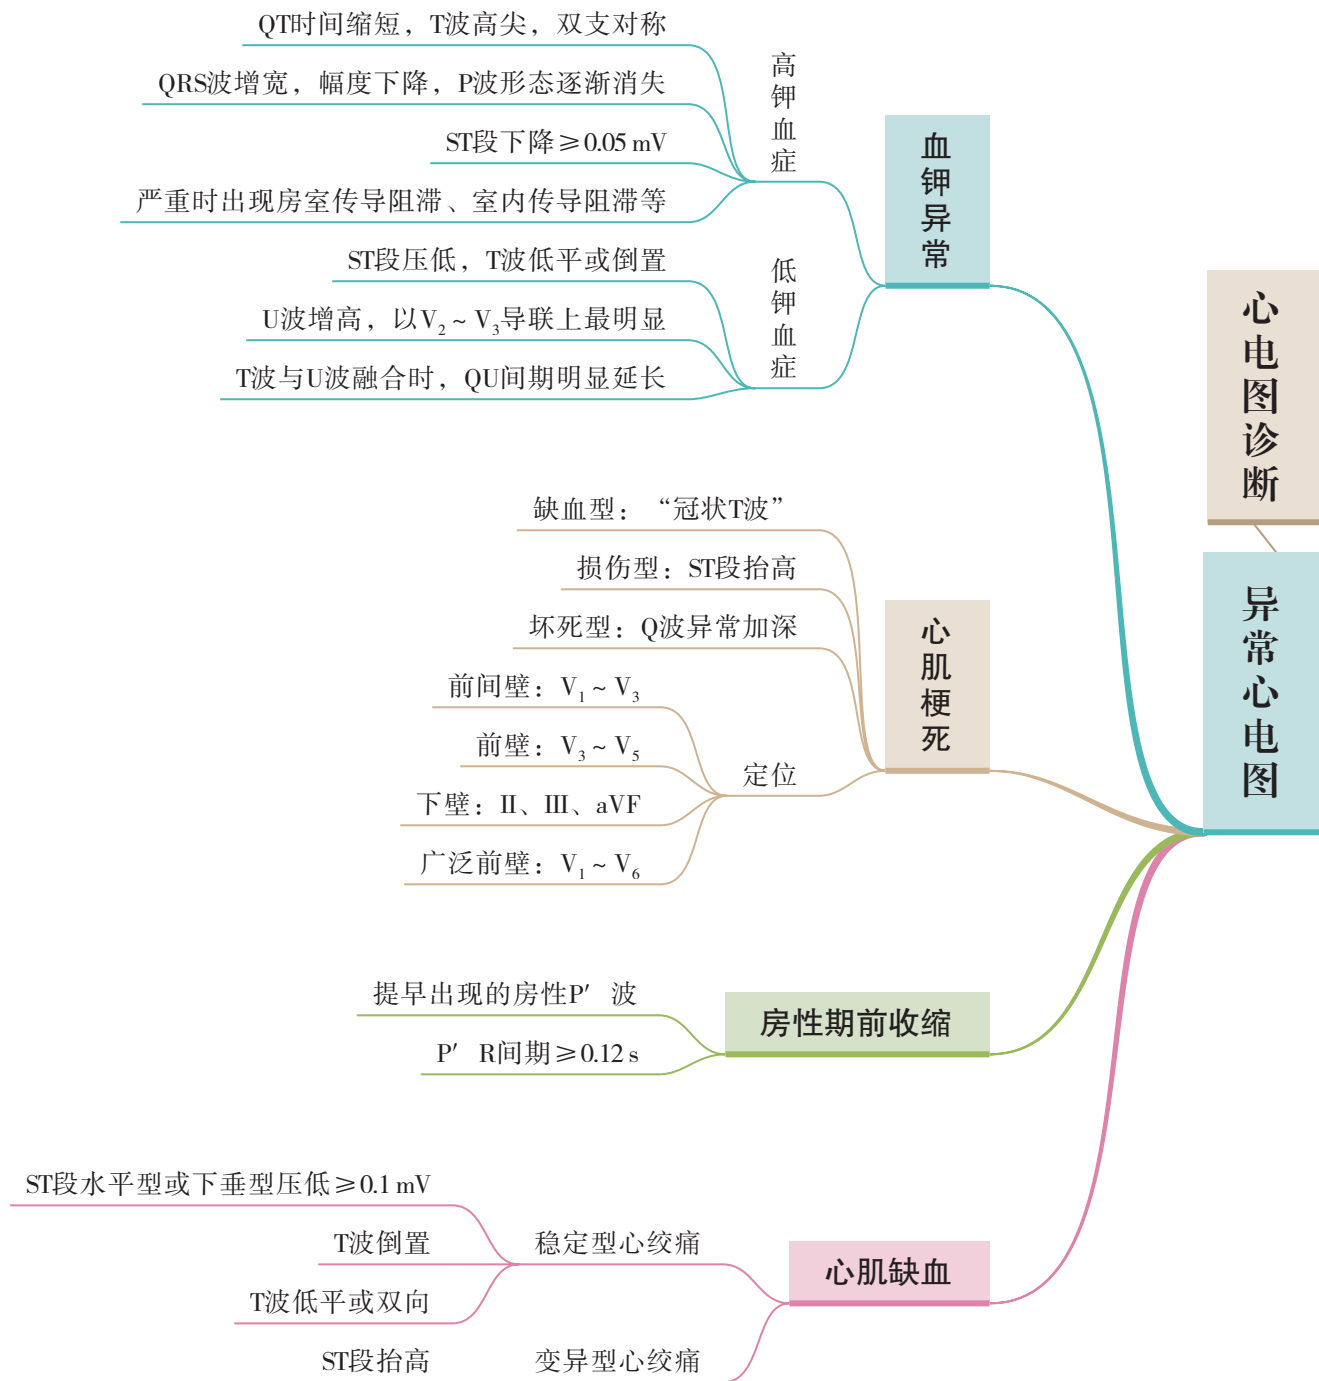 心电图诊断
异常心电图
血钾异常
高钾血症
QT时间缩短，T波高尖，双支对称
QRS波增宽，幅度下降，P波形态逐渐消失
ST段下降≥0.05 mV
严重时出现房室传导阻滞、室内传导阻滞等
低钾血症
ST段压低，T波低平或倒置
U波增高，以V₂～V₃导联上最明显
T波与U波融合时，QU间期明显延长
心肌梗死
缺血型：“冠状T波”
损伤型：ST段抬高
坏死型：Q波异常加深
定位
前间壁：V₁～V₃
前壁：V₃～V₅
下壁：Ⅱ、Ⅲ、aVF
广泛前壁：V₁～V₆
房性期前收缩
提早出现的房性P′ 波
P′ R间期≥0.12 s
心肌缺血
稳定型心绞痛
ST段水平型或下垂型压低≥0.1 mV
T波倒置
T波低平或双向
变异型心绞痛
ST段抬高